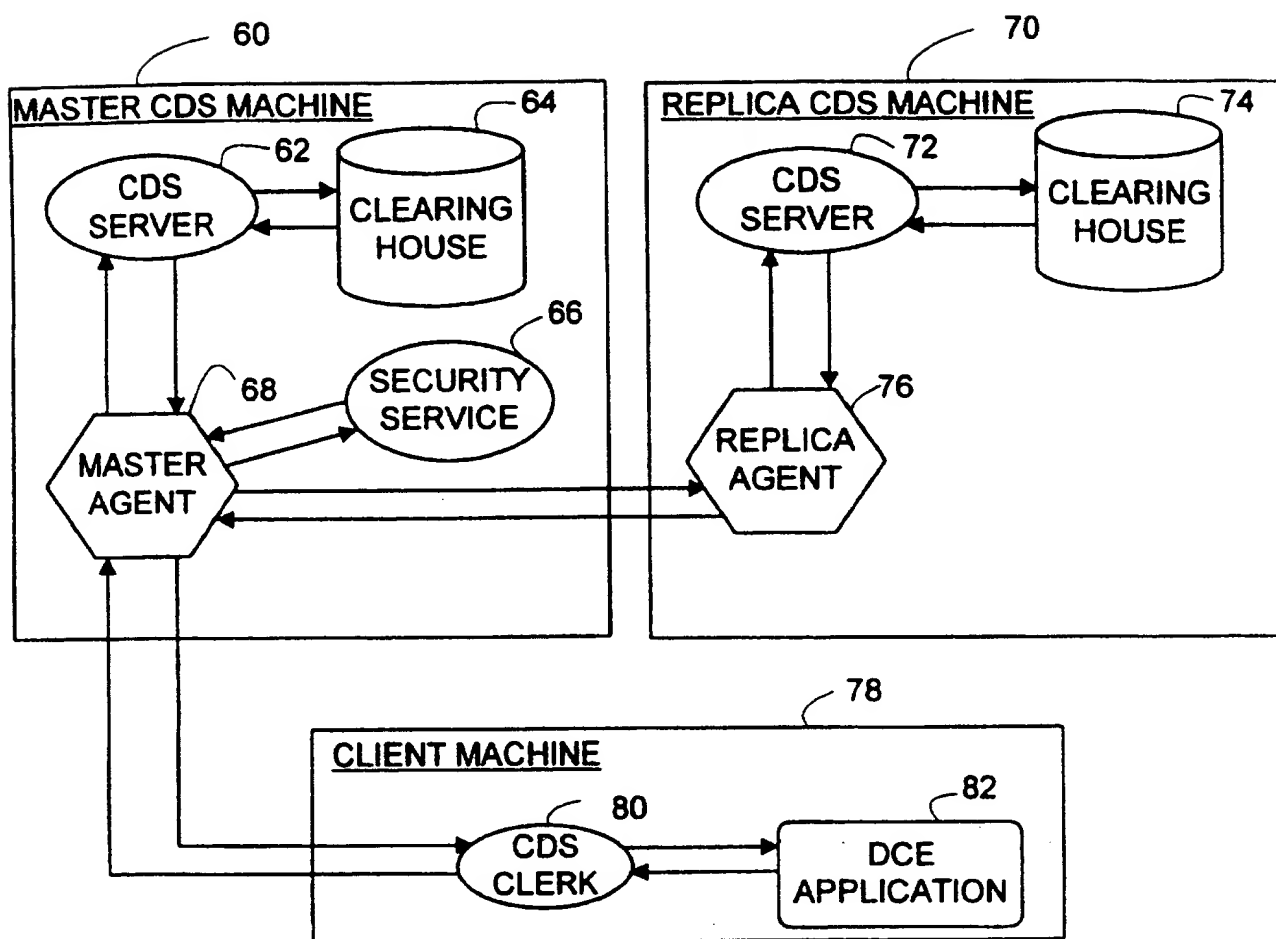 60
70
MASTER CDS MACHINE
64
62
CDS
SERVER
CLEARING
HOUSE
66
68
SECURITY
SERVICE
MASTER
AGENT
REPLICA CDS MACHINE
74
72
CDS
SERVER
CLEARING
HOUSE
76
REPLICA
AGENT
78
CLIENT MACHINE
80
82
CDS
CLERK
DCE
APPLICATION